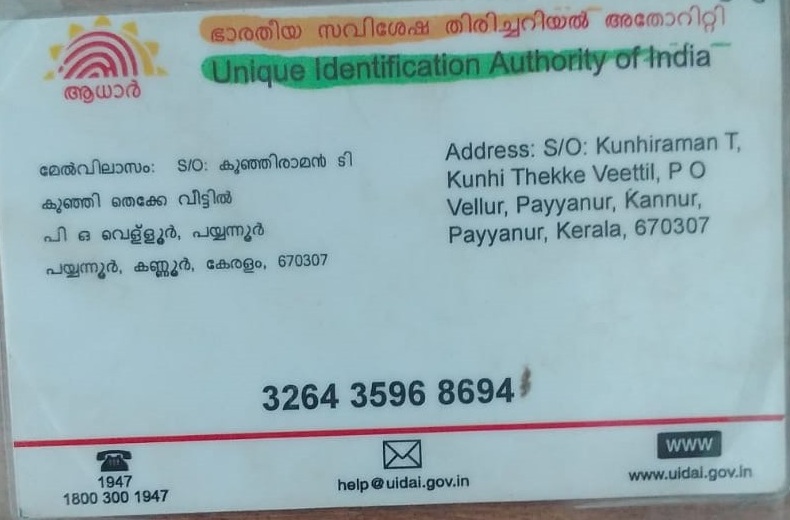 ഭാരതീയ സവിശേഷ തിരിച്ചറിയൽ അതോറിറ്റി
Unique Identification Authority of India
ആധാർ
മേൽവിലാസം: S/O: കുഞ്ഞിരാമൻ ടി
കുഞ്ഞി തെക്കേ വീട്ടിൽ
പി ഒ വെള്ളൂർ, പയ്യന്നൂർ
പയ്യന്നൂർ, കണ്ണൂർ, കേരളം, 670307
Address: S/O: Kunhiraman T,
Kunhi Thekke Veettil, P O
Vellur, Payyanur, Kannur,
Payyanur, Kerala, 670307
3264 3596 8694
1947
1800 300 1947
help@uidai.gov.in
www
www.uidai.gov.in